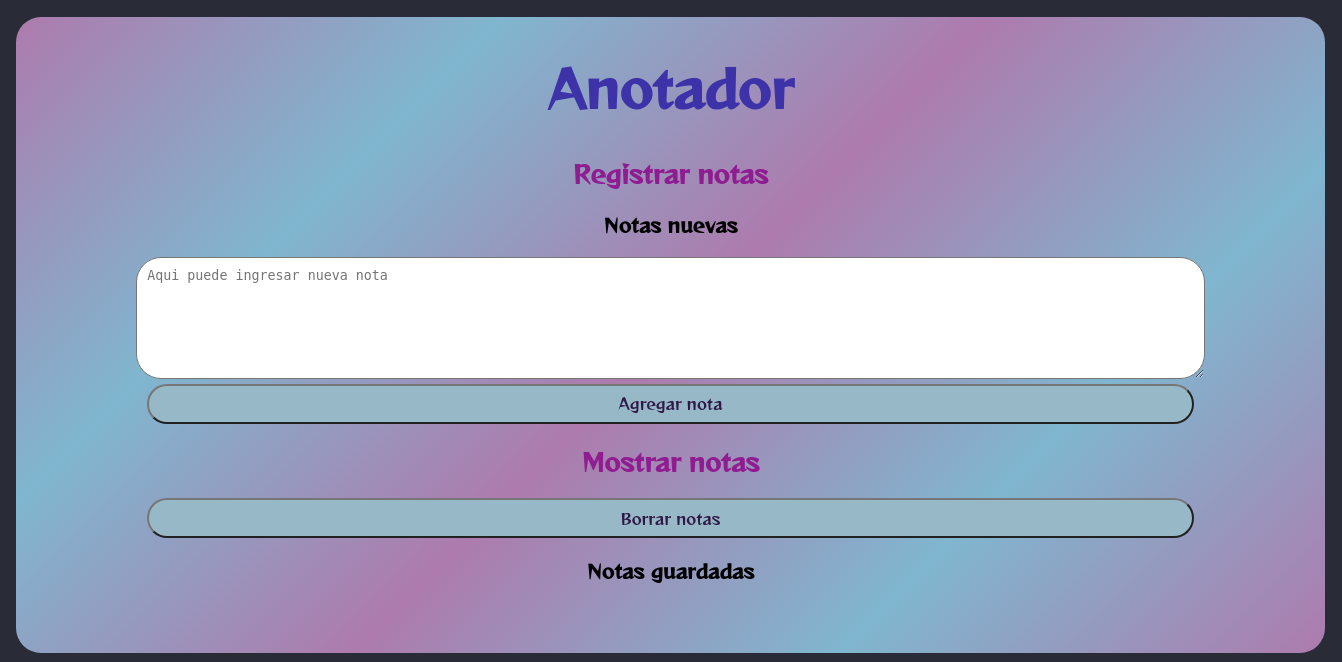 Anotador
Registrar notas
Notas nuevas
Aqui puede ingresar nueva nota
Agregar nota
Mostrar notas
Borrar notas
Notas guardadas